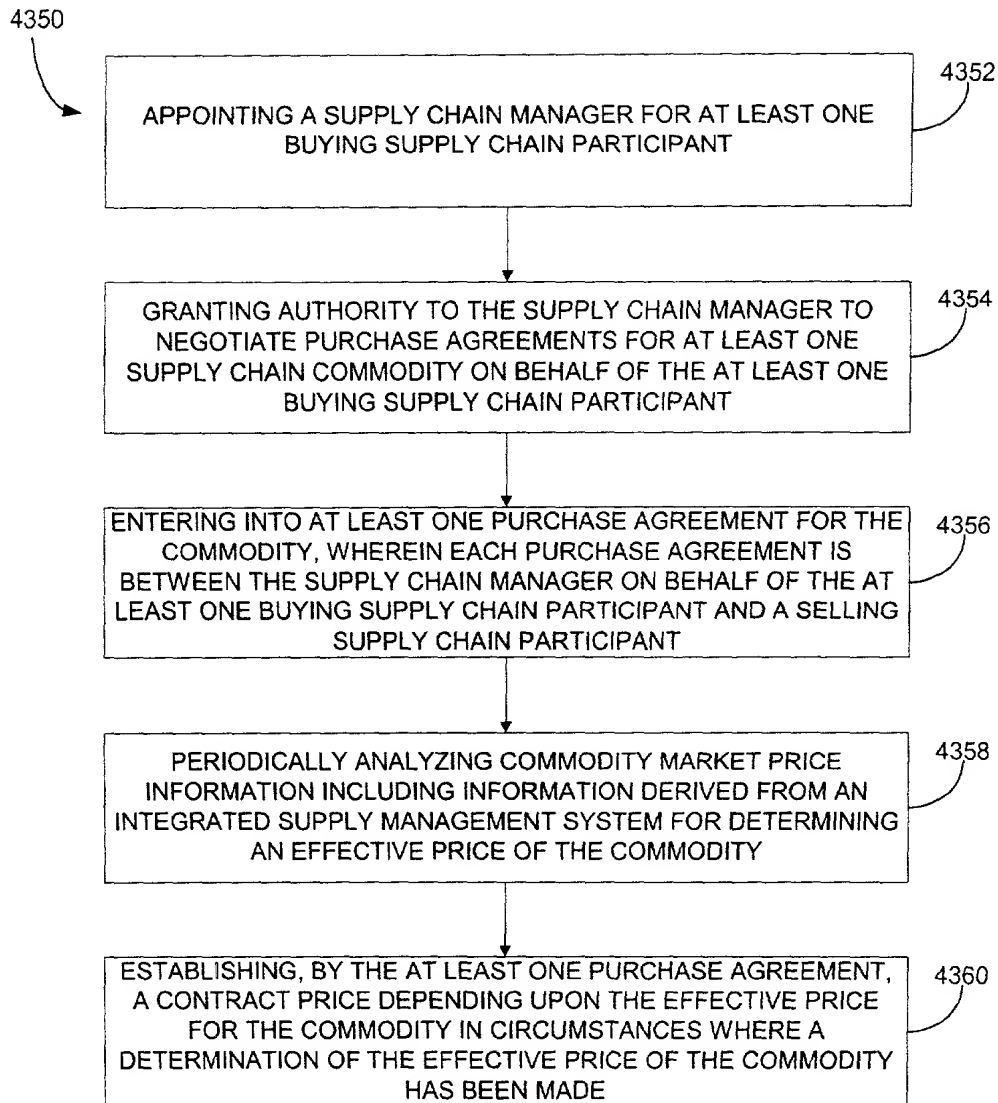 4350
APPOINTING A SUPPLY CHAIN MANAGER FOR AT LEAST ONE
BUYING SUPPLY CHAIN PARTICIPANT
4352
GRANTING AUTHORITY TO THE SUPPLY CHAIN MANAGER TO
NEGOTIATE PURCHASE AGREEMENTS FOR AT LEAST ONE
SUPPLY CHAIN COMMODITY ON BEHALF OF THE AT LEAST ONE
BUYING SUPPLY CHAIN PARTICIPANT
4354
ENTERING INTO AT LEAST ONE PURCHASE AGREEMENT FOR THE
COMMODITY, WHEREIN EACH PURCHASE AGREEMENT IS
BETWEEN THE SUPPLY CHAIN MANAGER ON BEHALF OF THE AT
LEAST ONE BUYING SUPPLY CHAIN PARTICIPANT AND A SELLING
SUPPLY CHAIN PARTICIPANT
4356
PERIODICALLY ANALYZING COMMODITY MARKET PRICE
INFORMATION INCLUDING INFORMATION DERIVED FROM AN
INTEGRATED SUPPLY MANAGEMENT SYSTEM FOR DETERMINING
AN EFFECTIVE PRICE OF THE COMMODITY
4358
ESTABLISHING, BY THE AT LEAST ONE PURCHASE AGREEMENT,
A CONTRACT PRICE DEPENDING UPON THE EFFECTIVE PRICE
FOR THE COMMODITY IN CIRCUMSTANCES WHERE A
DETERMINATION OF THE EFFECTIVE PRICE OF THE COMMODITY
HAS BEEN MADE
4360